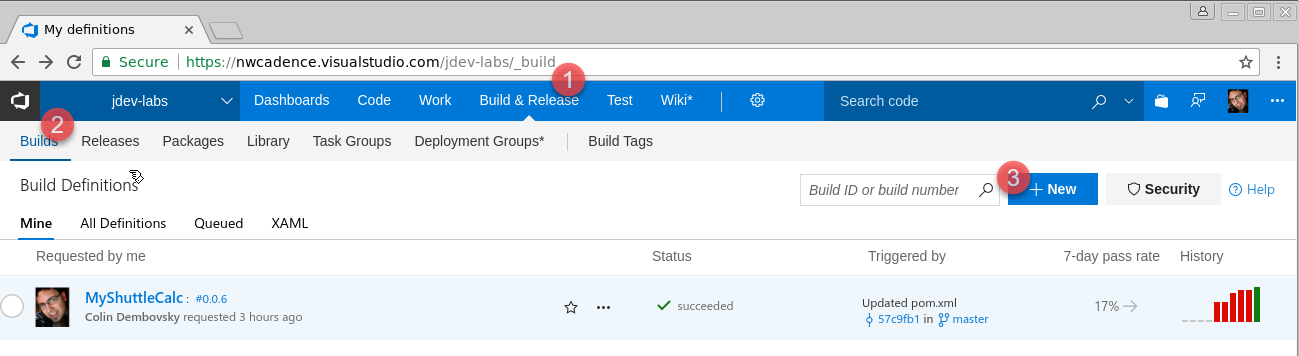 My definitions
Secure https://nwcadence.visualstudio.com/jdev-labs/_build
1
jdev-labs Dashboards Code Work Build & Release Test Wiki* Search code
2
Builds Releases Packages Library Task Groups Deployment Groups* Build Tags
Build Definitions Build ID or build number 3 + New Security ? Help
Mine All Definitions Queued XAML
Requested by me Status Triggered by 7-day pass rate History
MyShuttleCalc : #0.0.6 succeeded Updated pom.xml 17%
Colin Dembovsky requested 3 hours ago 57c9fb1 in master